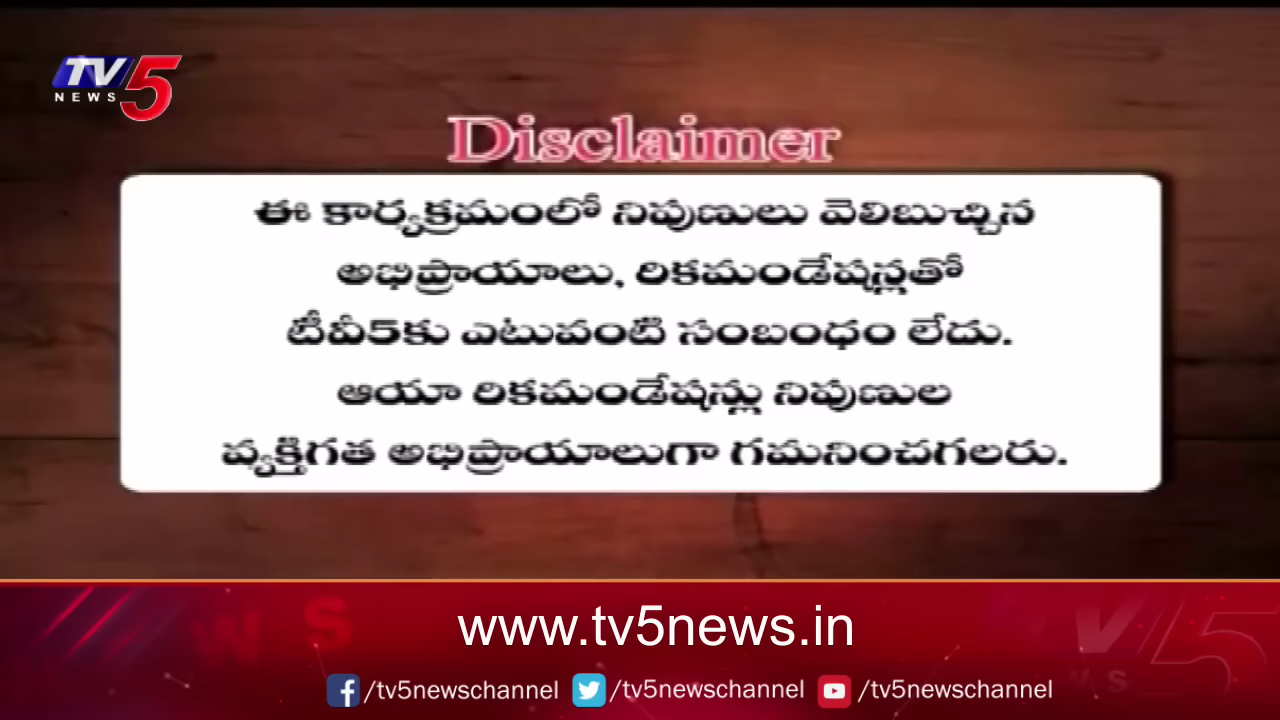 TV5
NEWS
Disclaimer
ఈ కార్యక్రమంలో నిపుణులు వెలిబుచ్చిన
అభిప్రాయాలు, రికమండేషన్లతో
టీవీ5కు ఎటువంటి సంబంధం లేదు.
ఆయా రికమండేషన్లు నిపుణుల
వ్యక్తిగత అభిప్రాయాలుగా గమనించగలరు.
www.tv5news.in
/tv5newschannel /tv5newschannel /tv5newschannel